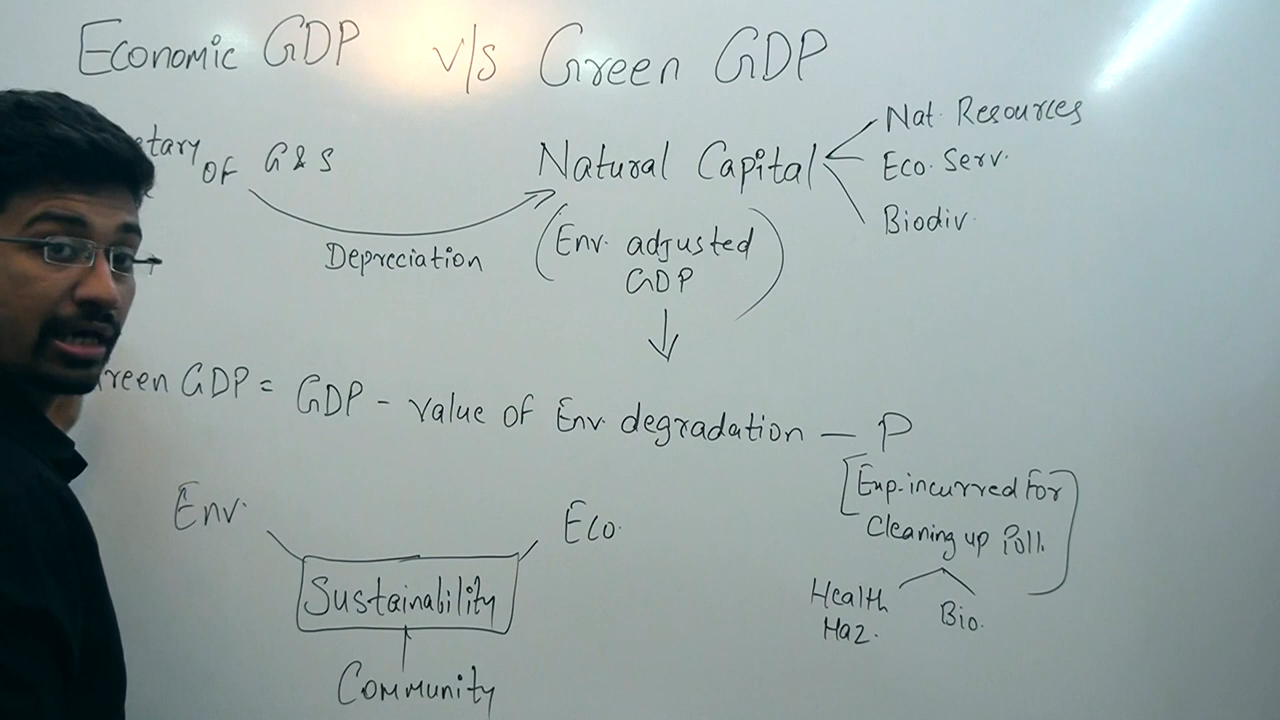 Economic GDP v/s Green GDP
etary of G&S
Natural Capital
Nat. Resources
Eco. Serv.
Biodiv.
Depreciation
(Env. adjusted
GDP)
reen GDP = GDP - value of Env. degradation — P
[Exp. incurred for
Cleaning up Poll.]
Health
Haz.
Bio.
Env.
Eco.
Sustainability
Community